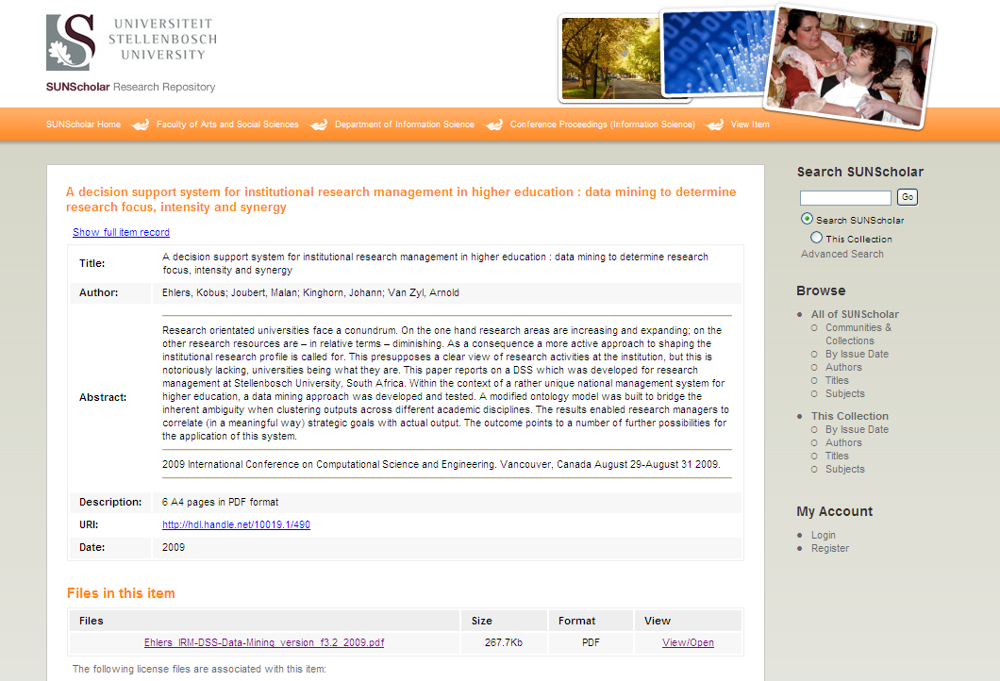 UNIVERSITEIT
STELLENBOSCH
UNIVERSITY
SUNScholar Research Repository
SUNScholar Home Faculty of Arts and Social Sciences Department of Information Science Conference Proceedings (Information Science) View Item
A decision support system for institutional research management in higher education : data mining to determine
research focus, intensity and synergy
Show full item record
Title: A decision support system for institutional research management in higher education : data mining to determine research
focus, intensity and synergy
Author: Ehlers, Kobus; Joubert, Malan; Kinghorn, Johann; Van Zyl, Arnold
Abstract:
Research orientated universities face a conundrum. On the one hand research areas are increasing and expanding; on the
other research resources are – in relative terms – diminishing. As a consequence a more active approach to shaping the
institutional research profile is called for. This presupposes a clear view of research activities at the institution, but this is
notoriously lacking, universities being what they are. This paper reports on a DSS which was developed for research
management at Stellenbosch University, South Africa. Within the context of a rather unique national management system for
higher education, a data mining approach was developed and tested. A modified ontology model was built to bridge the
inherent ambiguity when clustering outputs across different academic disciplines. The results enabled research managers to
correlate (in a meaningful way) strategic goals with actual output. The outcome points to a number of further possibilities for
the application of this system.
2009 International Conference on Computational Science and Engineering. Vancouver, Canada August 29-August 31 2009.
Description: 6 A4 pages in PDF format
URI: http://hdl.handle.net/10019.1/490
Date: 2009
Files in this item
Files Size Format View
Ehlers_IRM-DSS-Data-Mining_version_f3.2_2009.pdf 267.7Kb PDF View/Open
The following license files are associated with this item:
Search SUNScholar
Go
Search SUNScholar
This Collection
Advanced Search
Browse
All of SUNScholar
Communities &
Collections
By Issue Date
Authors
Titles
Subjects
This Collection
By Issue Date
Authors
Titles
Subjects
My Account
Login
Register